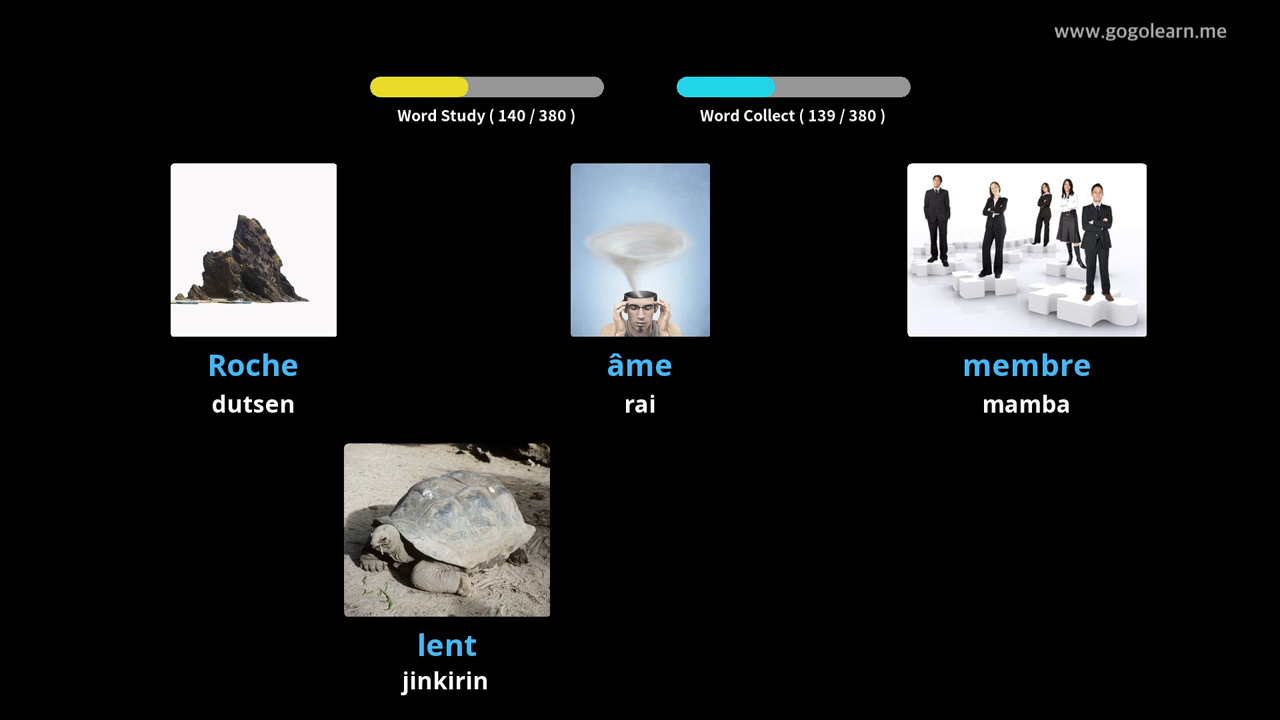 www.gogolearn.me
Word Study ( 140 / 380 )
Word Collect ( 139 / 380 )
Roche
dutsen
âme
rai
membre
mamba
lent
jinkirin